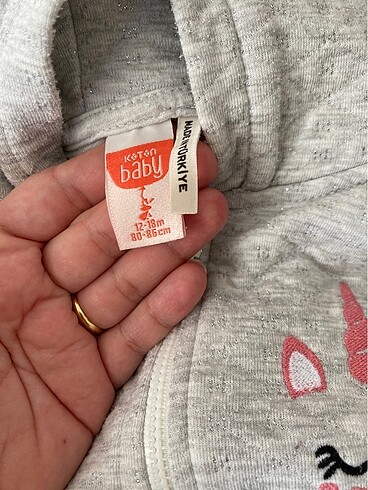 KOTON
baby
12-18m
80-86cm
MADE IN TÜRKİYE